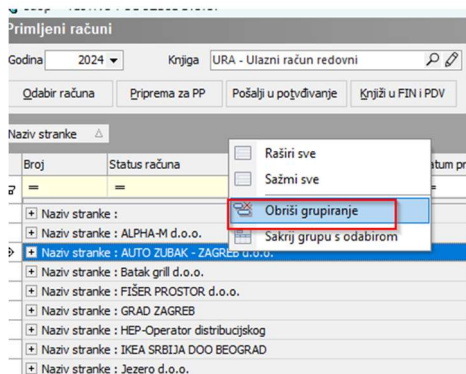 Primljeni računi
Godina 2024 Knjiga URA - Ulazni račun redovni
Odabir računa Priprema za PP Pošalji u potvđivanje Knjiži u FIN i PDV
Naziv stranke
Raširi sve
Broj Status računa
Sažmi sve
= =
Obriši grupiranje
Naziv stranke :
Sakrij grupu s odabirom
Naziv stranke : ALPHA-M d.o.o.
Naziv stranke : AUTO ZUBAK - ZAGREB d.o.o.
Naziv stranke : Batak grill d.o.o.
Naziv stranke : FIŠER PROSTOR d.o.o.
Naziv stranke : GRAD ZAGREB
Naziv stranke : HEP-Operator distribucijskog
Naziv stranke : IKEA SRBIJA DOO BEOGRAD
Naziv stranke : Jezero d.o.o.